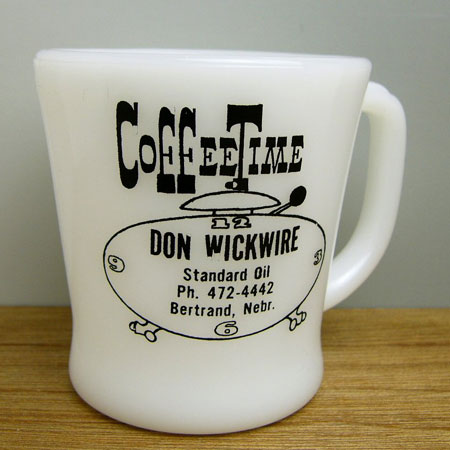 CoffeeTime
12
DON WICKWIRE
9 3
Standard Oil
Ph. 472-4442
Bertrand, Nebr.
6